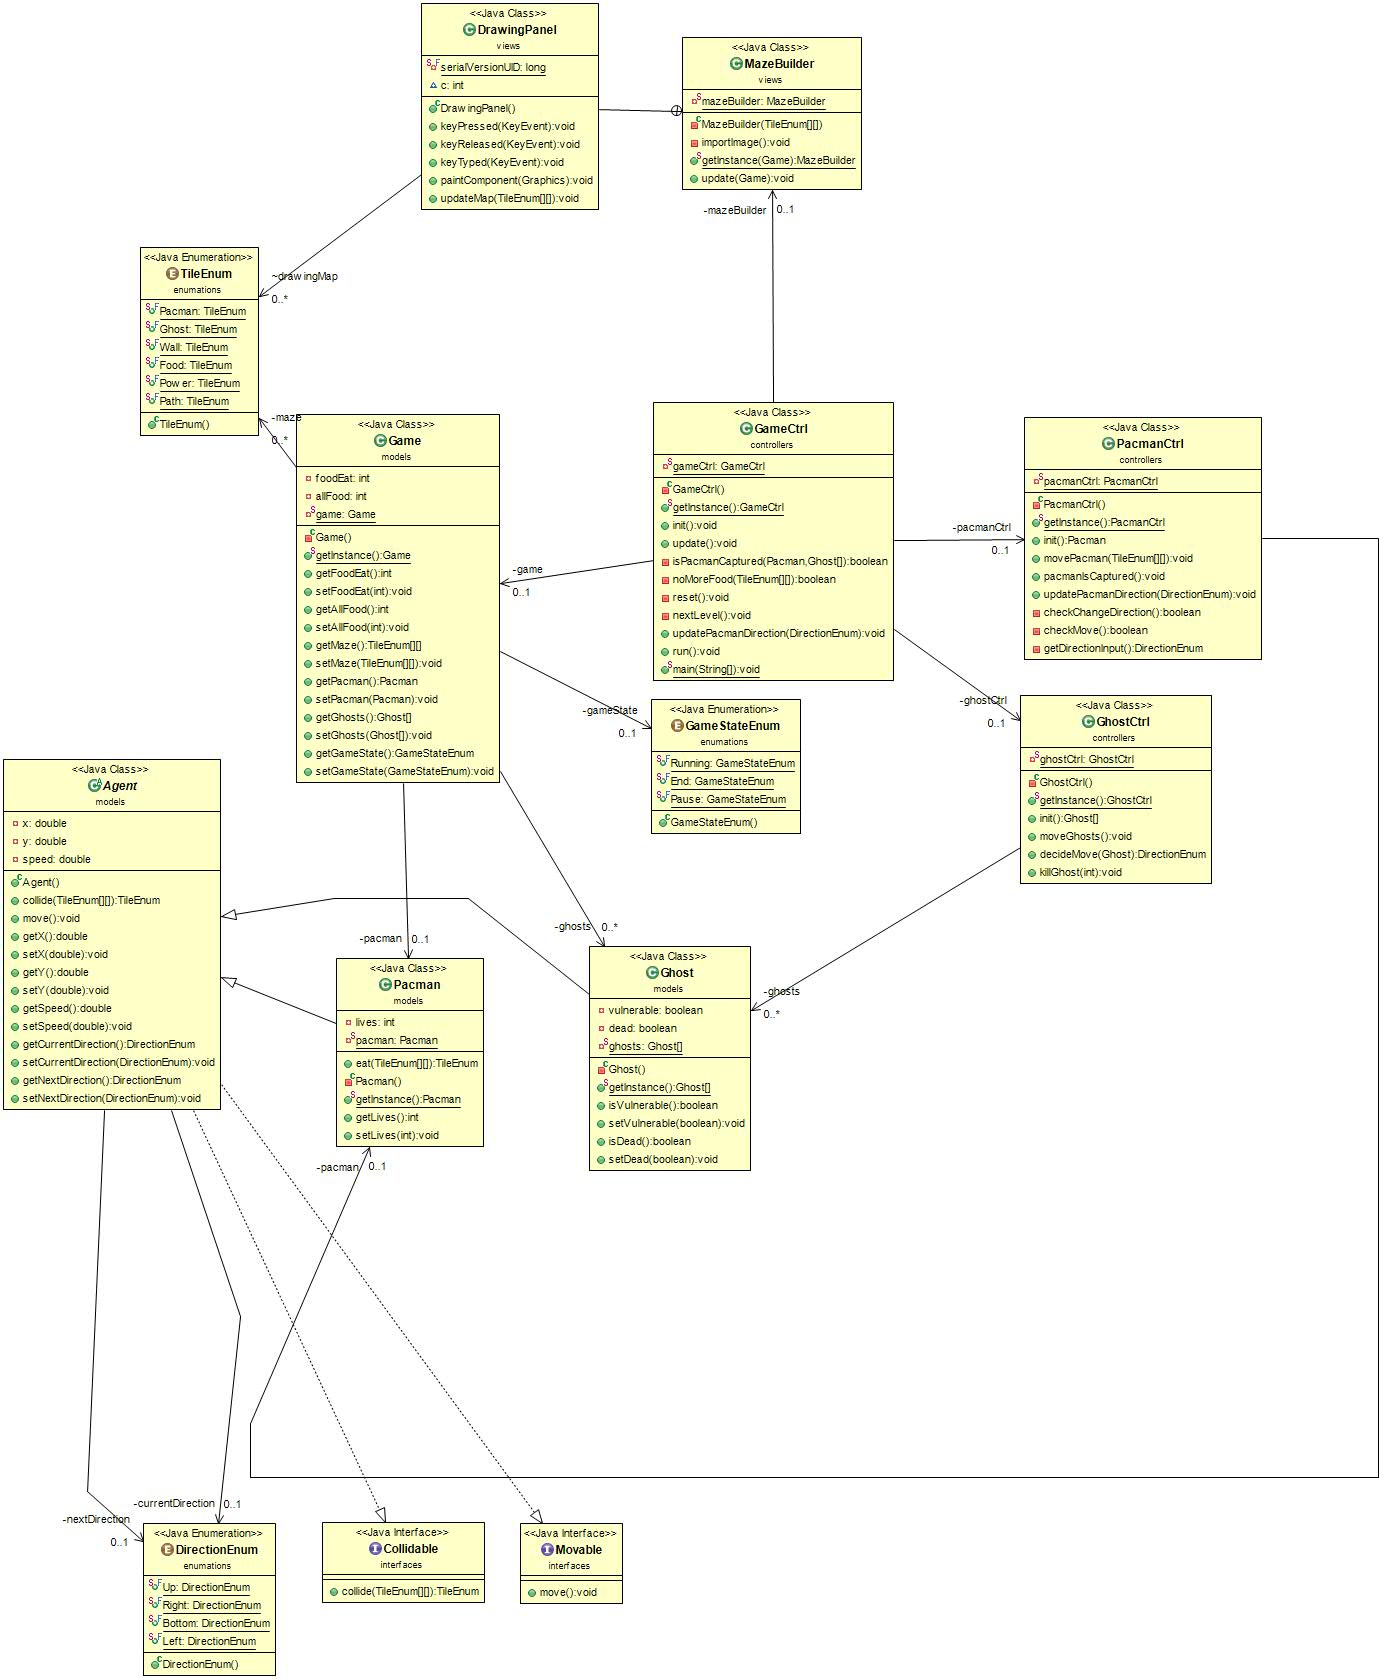 <<Java Class>>
DrawingPanel
views
serialVersionUID: long
c: int
DrawingPanel()
keyPressed(KeyEvent):void
keyReleased(KeyEvent):void
keyTyped(KeyEvent):void
paintComponent(Graphics):void
updateMap(TileEnum[][]):void
<<Java Class>>
MazeBuilder
views
mazeBuilder: MazeBuilder
MazeBuilder(TileEnum[][])
importImage():void
getInstance(Game):MazeBuilder
update(Game):void
-mazeBuilder 0..1
<<Java Enumeration>>
TileEnum
enumations
Pacman: TileEnum
Ghost: TileEnum
Wall: TileEnum
Food: TileEnum
Power: TileEnum
Path: TileEnum
TileEnum()
~drawingMap
0..*
-maze
0..*
<<Java Class>>
Game
models
foodEat: int
allFood: int
game: Game
Game()
getInstance():Game
getFoodEat():int
setFoodEat(int):void
getAllFood():int
setAllFood(int):void
getMaze():TileEnum[][]
setMaze(TileEnum[][]):void
getPacman():Pacman
setPacman(Pacman):void
getGhosts():Ghost[]
setGhosts(Ghost[]):void
getGameState():GameStateEnum
setGameState(GameStateEnum):void
-game
0..1
<<Java Class>>
GameCtrl
controllers
gameCtrl: GameCtrl
GameCtrl()
getInstance():GameCtrl
init():void
update():void
isPacmanCaptured(Pacman,Ghost[]):boolean
noMoreFood(TileEnum[][]):boolean
reset():void
nextLevel():void
updatePacmanDirection(DirectionEnum):void
run():void
main(String[]):void
-pacmanCtrl
0..1
<<Java Class>>
PacmanCtrl
controllers
pacmanCtrl: PacmanCtrl
PacmanCtrl()
getInstance():PacmanCtrl
init():Pacman
movePacman(TileEnum[][]):void
pacmanIsCaptured():void
updatePacmanDirection(DirectionEnum):void
checkChangeDirection():boolean
checkMove():boolean
getDirectionInput():DirectionEnum
-gameState
0..1
<<Java Enumeration>>
GameStateEnum
enumations
Running: GameStateEnum
End: GameStateEnum
Pause: GameStateEnum
GameStateEnum()
-ghostCtrl
0..1
<<Java Class>>
GhostCtrl
controllers
ghostCtrl: GhostCtrl
GhostCtrl()
getInstance():GhostCtrl
init():Ghost[]
moveGhosts():void
decideMove(Ghost):DirectionEnum
killGhost(int):void
<<Java Class>>
Agent
models
x: double
y: double
speed: double
Agent()
collide(TileEnum[][]):TileEnum
move():void
getX():double
setX(double):void
getY():double
setY(double):void
getSpeed():double
setSpeed(double):void
getCurrentDirection():DirectionEnum
setCurrentDirection(DirectionEnum):void
getNextDirection():DirectionEnum
setNextDirection(DirectionEnum):void
-pacman 0..1
<<Java Class>>
Pacman
models
lives: int
pacman: Pacman
eat(TileEnum[][]):TileEnum
Pacman()
getInstance():Pacman
getLives():int
setLives(int):void
-pacman 0..1
-ghosts 0..*
<<Java Class>>
Ghost
models
vulnerable: boolean
dead: boolean
ghosts: Ghost[]
Ghost()
getInstance():Ghost[]
isVulnerable():boolean
setVulnerable(boolean):void
isDead():boolean
setDead(boolean):void
-ghosts
0..*
-currentDirection 0..1
-nextDirection
0..1
<<Java Enumeration>>
DirectionEnum
enumations
Up: DirectionEnum
Right: DirectionEnum
Bottom: DirectionEnum
Left: DirectionEnum
DirectionEnum()
<<Java Interface>>
Collidable
interfaces
collide(TileEnum[][]):TileEnum
<<Java Interface>>
Movable
interfaces
move():void